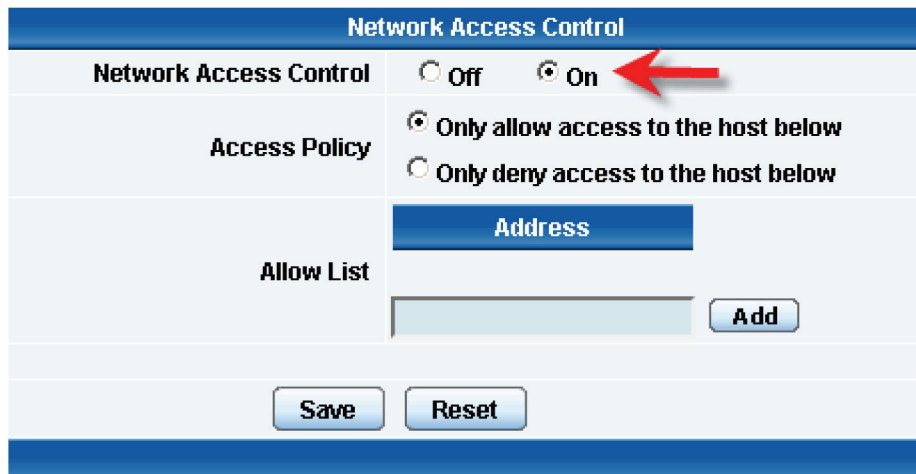 Network Access Control
Network Access Control Off On
Access Policy
Only allow access to the host below
Only deny access to the host below
Address
Allow List
Add
Save Reset